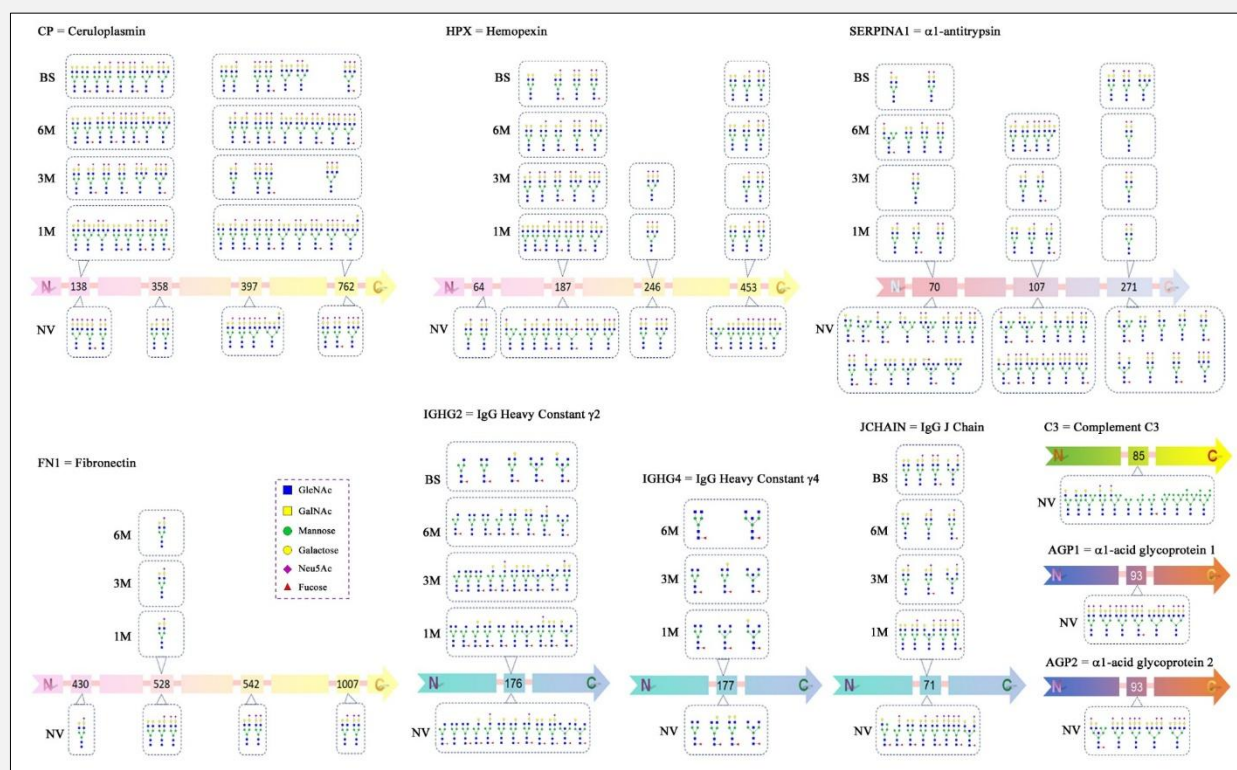 CP = Ceruloplasmin
BS
6M
3M
1M
N 138 358 397 762 C
NV
HPX = Hemopexin
BS
6M
3M
1M
N 64 187 246 453 C
NV
SERPINA1 = α1-antitrypsin
BS
6M
3M
1M
N 70 107 271 C
NV
FN1 = Fibronectin
GlcNAc
GalNAc
Mannose
Galactose
Neu5Ac
Fucose
6M
3M
1M
N 430 528 542 1007 C
NV
IGHG2 = IgG Heavy Constant γ2
BS
6M
3M
1M
N 176 C
NV
IGHG4 = IgG Heavy Constant γ4
6M
3M
1M
N 177 C
NV
JCHAIN = IgG J Chain
BS
6M
3M
1M
N 71 C
NV
C3 = Complement C3
N 85 C
NV
AGP1 = α1-acid glycoprotein 1
N 93 C
NV
AGP2 = α1-acid glycoprotein 2
N 93 C
NV